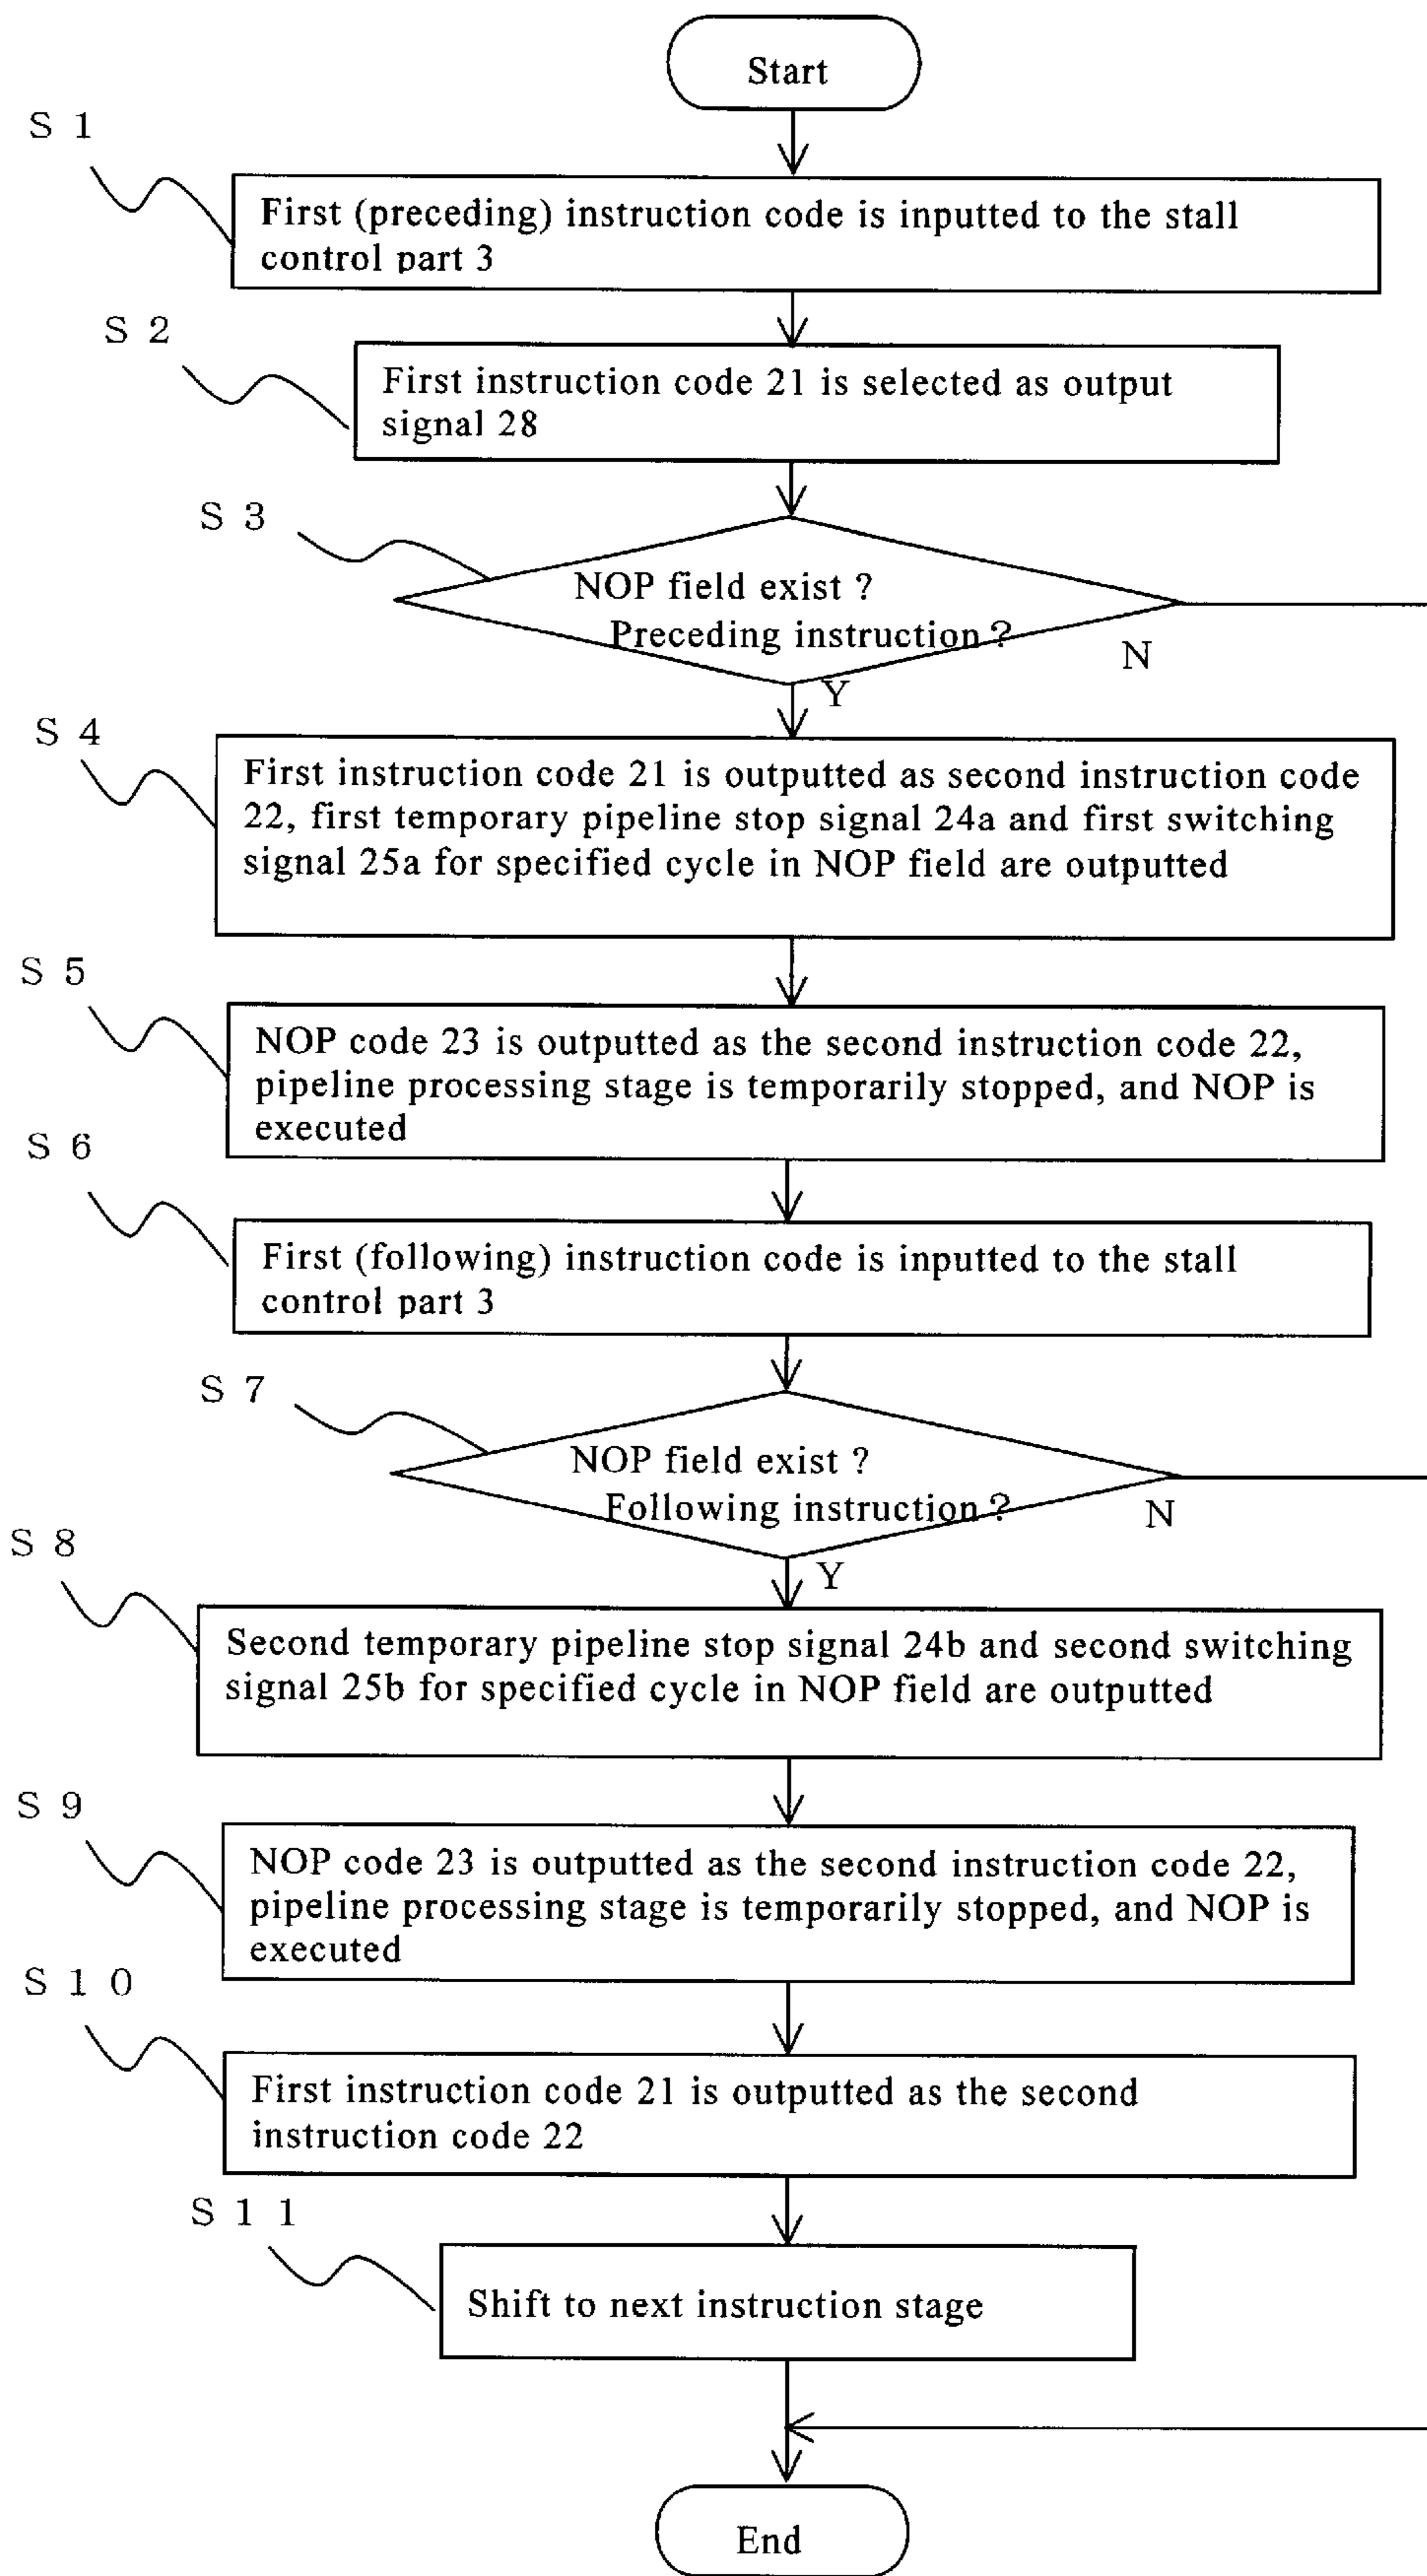 Start
S 1
First (preceding) instruction code is inputted to the stall
control part 3
S 2
First instruction code 21 is selected as output
signal 28
S 3
NOP field exist ?
Preceding instruction ?
N
Y
S 4
First instruction code 21 is outputted as second instruction code
22, first temporary pipeline stop signal 24a and first switching
signal 25a for specified cycle in NOP field are outputted
S 5
NOP code 23 is outputted as the second instruction code 22,
pipeline processing stage is temporarily stopped, and NOP is
executed
S 6
First (following) instruction code is inputted to the stall
control part 3
S 7
NOP field exist ?
Following instruction ?
N
Y
S 8
Second temporary pipeline stop signal 24b and second switching
signal 25b for specified cycle in NOP field are outputted
S 9
NOP code 23 is outputted as the second instruction code 22,
pipeline processing stage is temporarily stopped, and NOP is
executed
S 1 0
First instruction code 21 is outputted as the second
instruction code 22
S 1 1
Shift to next instruction stage
End